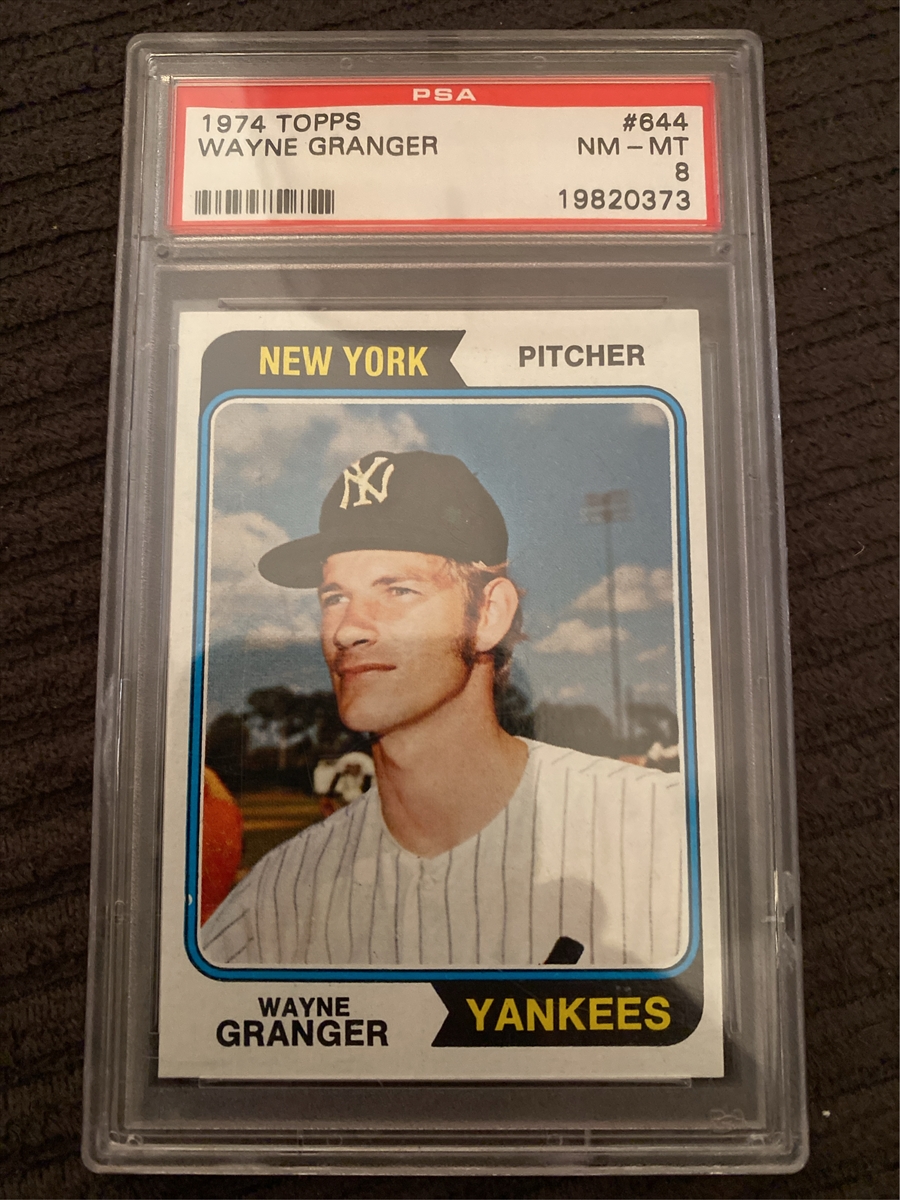 PSA
1974 TOPPS #644
WAYNE GRANGER NM - MT
8
19820373
NEW YORK PITCHER
NY
WAYNE
GRANGER
YANKEES